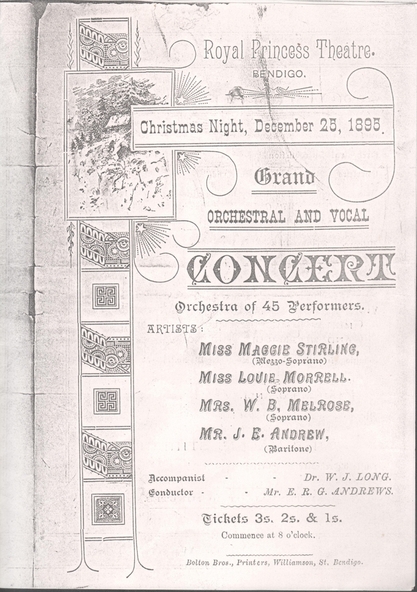 Royal Princess Theatre.
BENDIGO.
Christmas Night, December 25, 1895.
Grand
ORCHESTRAL AND VOCAL
CONCERT
Orchestra of 45 Performers.
ARTISTS:
MISS MAGGIE STIRLING,
(Mezzo-Soprano)
MISS LOUIE MORRELL.
(Soprano)
MRS. W. B. MELROSE,
(Soprano)
MR. J. E. ANDREW,
(Baritone)
Accompanist - - Dr. W. J. LONG.
Conductor - - Mr. E. R. G. ANDREWS.
Tickets 3s. 2s. & 1s.
Commence at 8 o'clock.
Bolton Bros., Printers, Williamson, St. Bendigo.